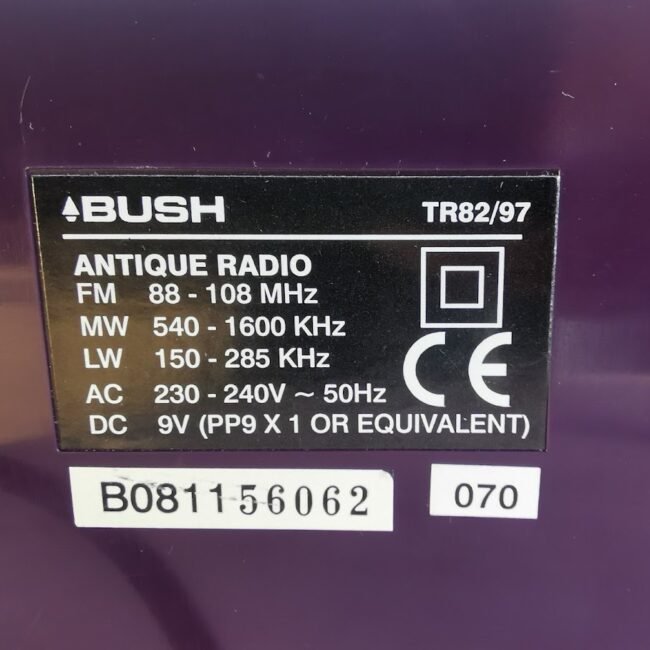 BUSH TR82/97
ANTIQUE RADIO
FM 88 - 108 MHz
MW 540 - 1600 KHz
LW 150 - 285 KHz
AC 230 - 240V ~ 50Hz
DC 9V (PP9 X 1 OR EQUIVALENT)
CE
B081156062 070